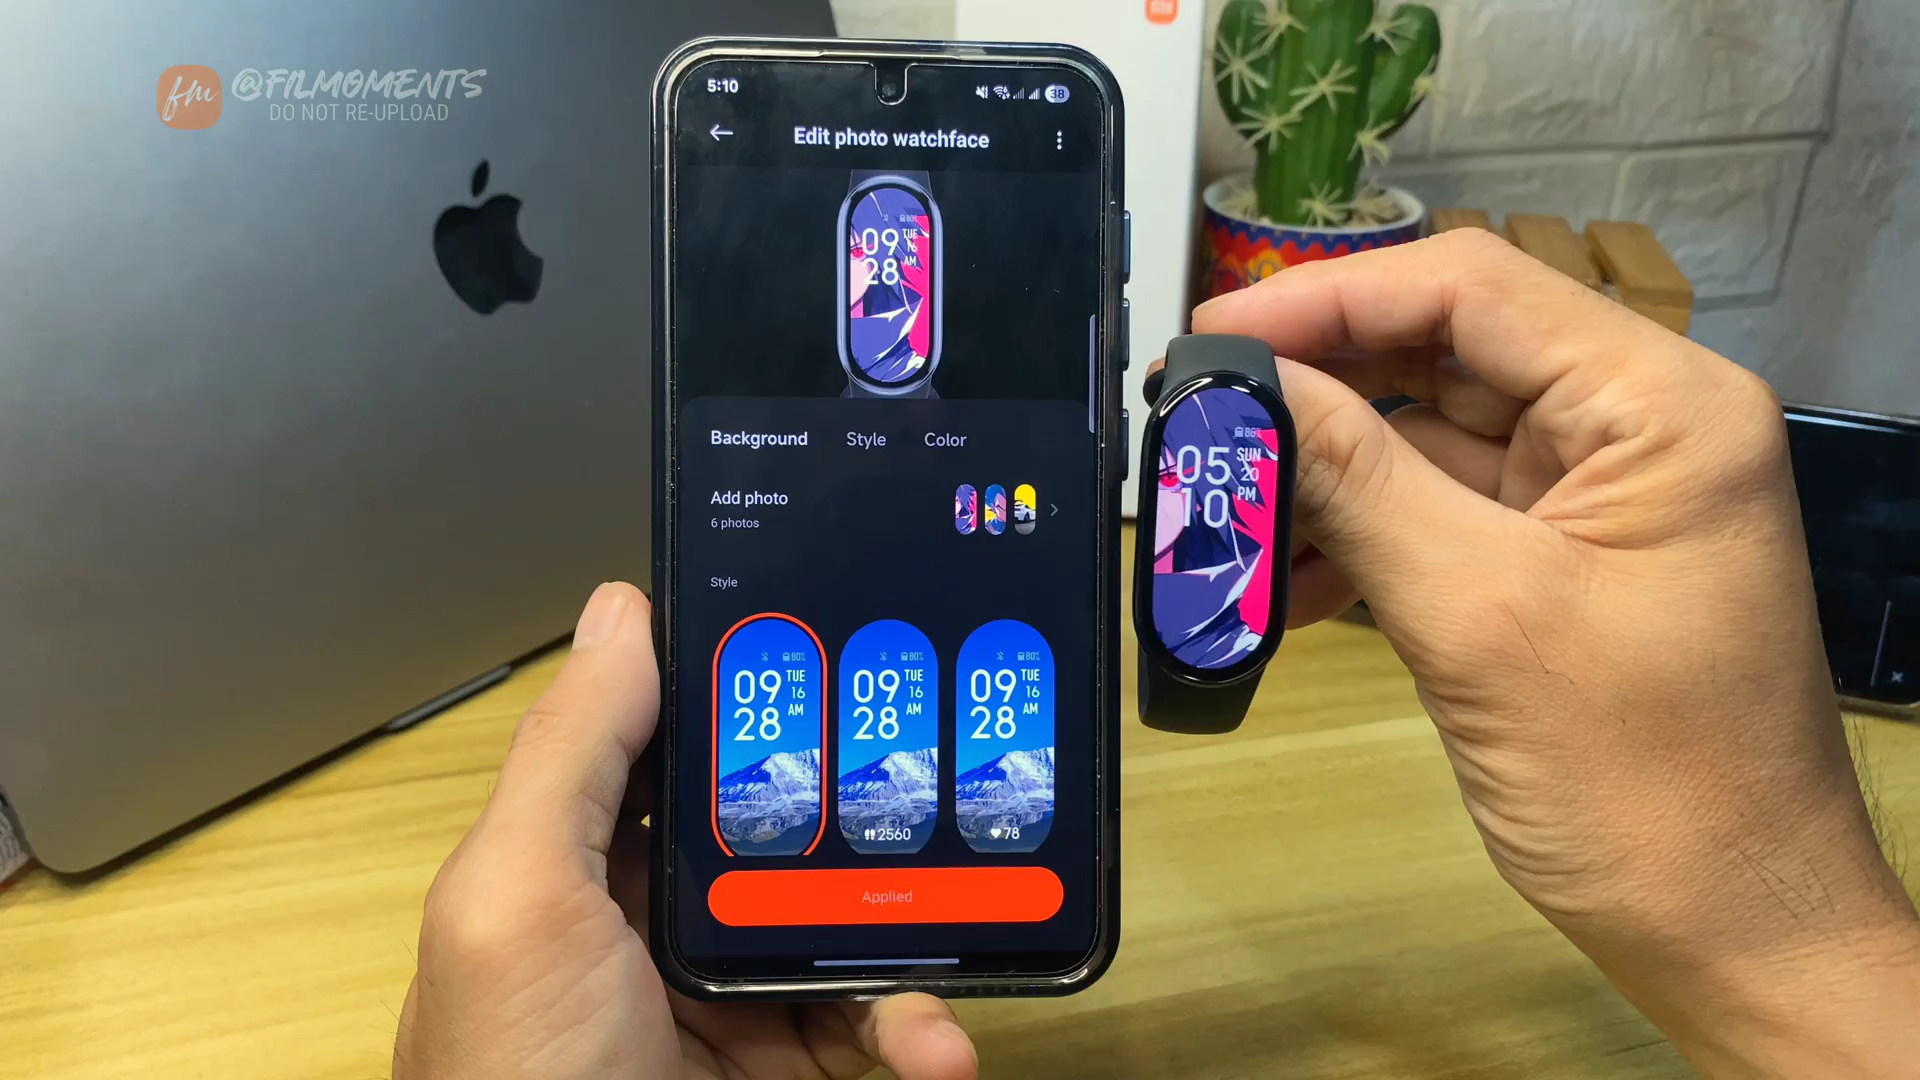 fm @FILMOMENTS
DO NOT RE-UPLOAD
5:10
38
Edit photo watchface
80%
09 TUE
16
28 AM
Background Style Color
Add photo
6 photos
Style
80% 80% 80%
09 TUE 09 TUE 09 TUE
16 16 16
28 AM 28 AM 28 AM
2560 78
Applied
86%
05 SUN
20
10 PM